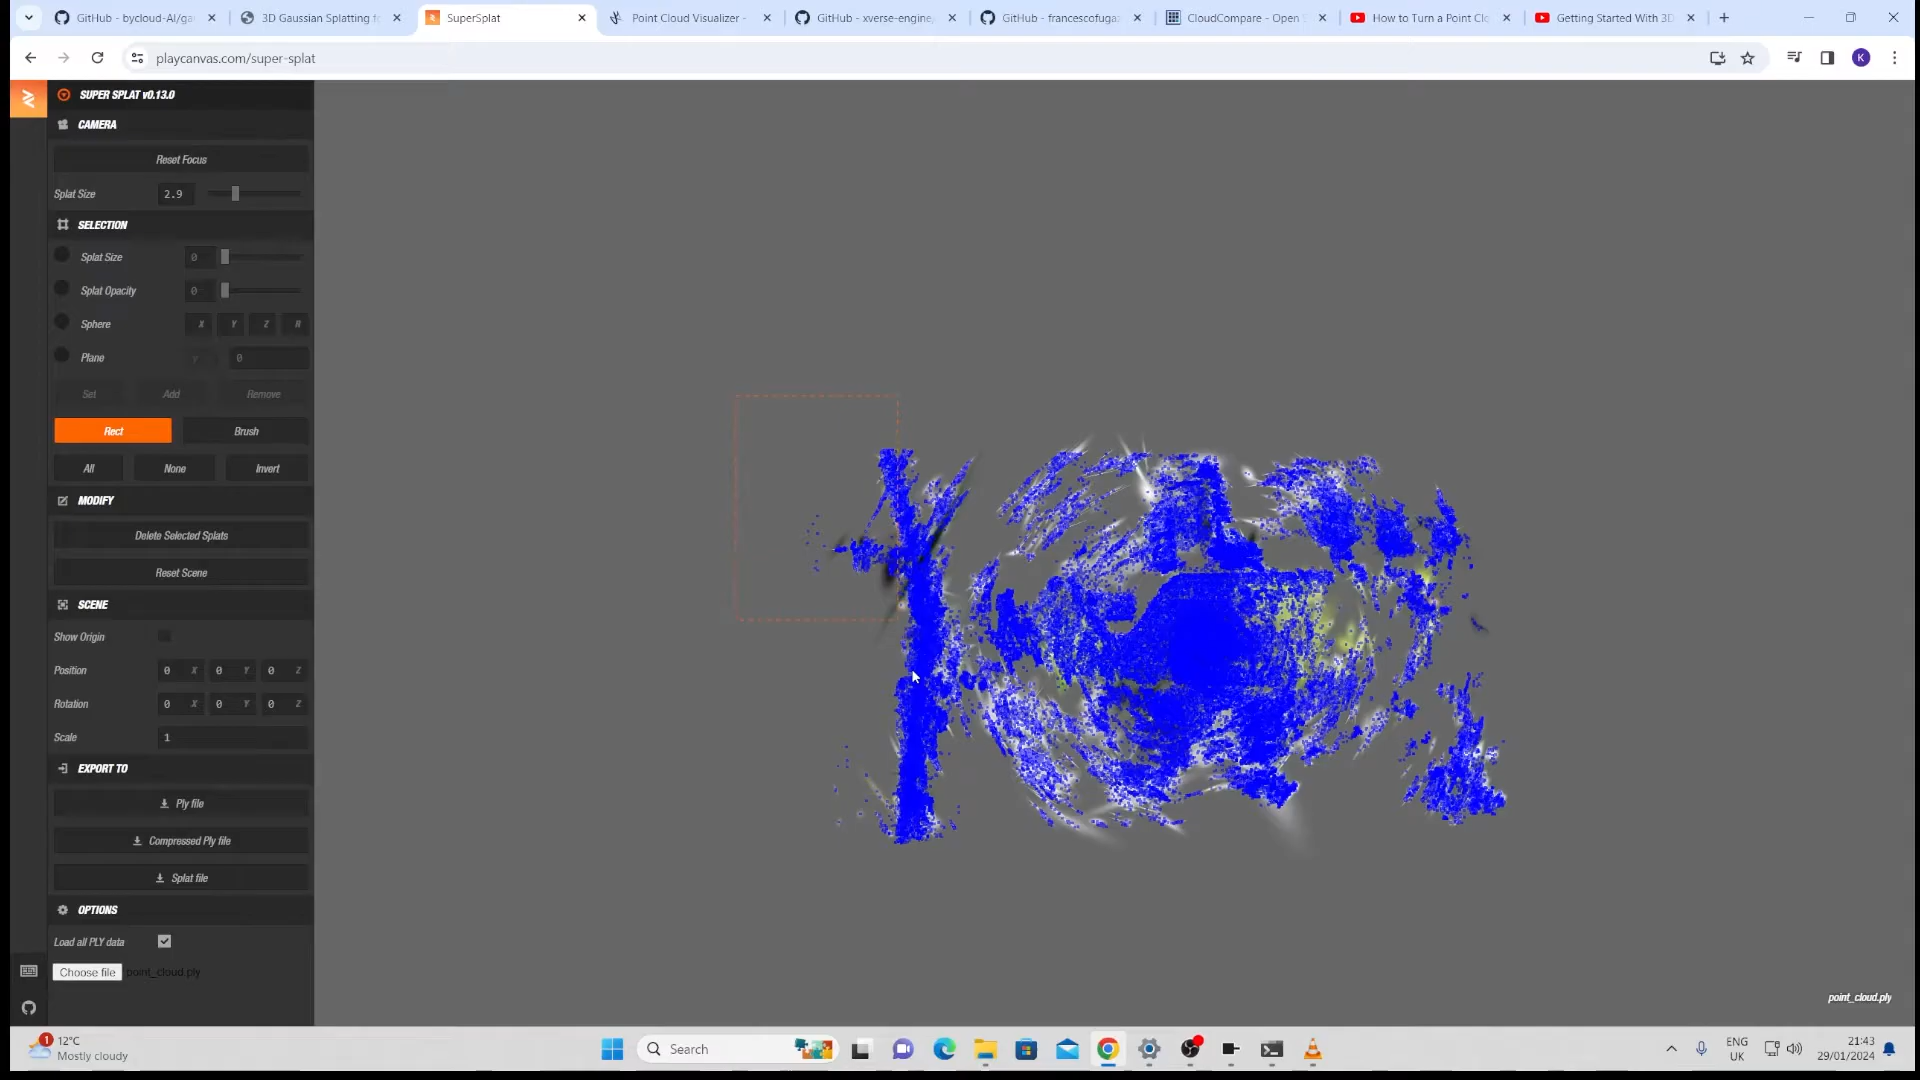 GitHub - bycloud-AI/ga
3D Gaussian Splatting fo
SuperSplat
Point Cloud Visualizer -
GitHub - xverse-engine,
GitHub - francescofuga
CloudCompare - Open
How to Turn a Point Clo
Getting Started With 3D
playcanvas.com/super-splat
K
SUPER SPLAT v0.13.0
CAMERA
Reset Focus
Splat Size 2.9
SELECTION
Splat Size 0
Splat Opacity 0
Sphere X Y Z R
Plane y 0
Set Add Remove
Rect Brush
All None Invert
MODIFY
Delete Selected Splats
Reset Scene
SCENE
Show Origin
Position 0 X 0 Y 0 Z
Rotation 0 X 0 Y 0 Z
Scale 1
EXPORT TO
Ply file
Compressed Ply file
Splat file
OPTIONS
Load all PLY data
Choose file point_cloud.ply
point_cloud.ply
1
12°C
Mostly cloudy
Search
ENG
UK
21:43
29/01/2024